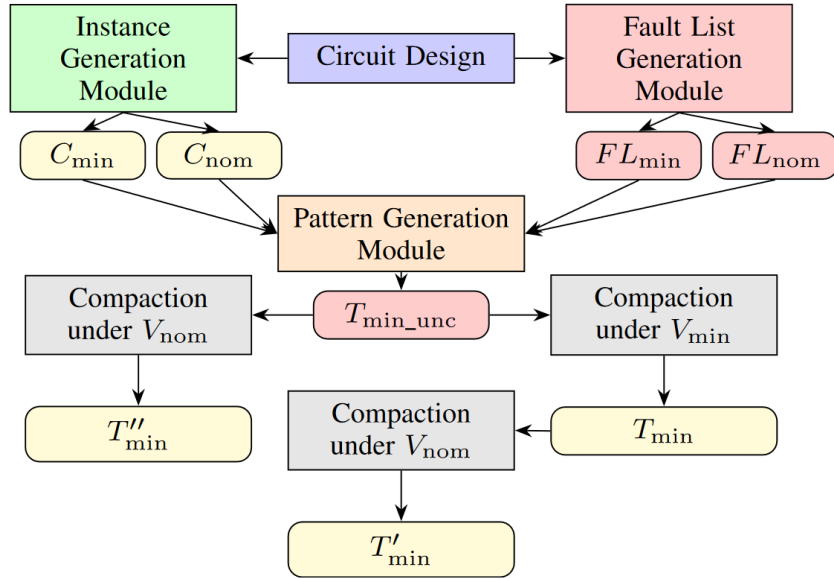 Instance
Generation
Module
Circuit Design
Fault List
Generation
Module
C_min
C_nom
FL_min
FL_nom
Pattern Generation
Module
Compaction
under V_nom
T_min_unc
Compaction
under V_min
T''_min
Compaction
under V_nom
T_min
T'_min